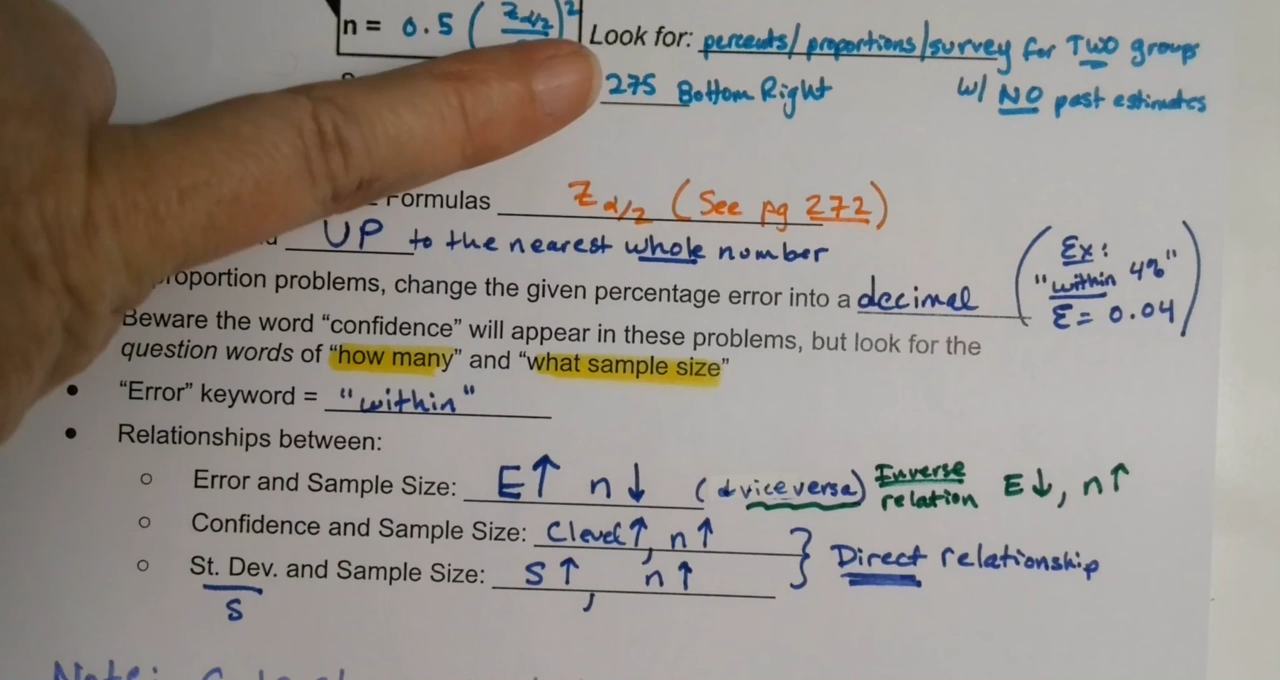 n = 0.5 ( Zα/2 )² Look for: percents/proportions/survey for TWO groups
275 Bottom Right w/ NO past estimates
Formulas Zα/2 (See pg 272)
UP to the nearest whole number
proportion problems, change the given percentage error into a decimal
(Ex: "within 4%" E = 0.04)
Beware the word “confidence” will appear in these problems, but look for the
question words of “how many” and “what sample size”
• “Error” keyword = "within"
• Relationships between:
○ Error and Sample Size: E↑ n↓ (& vice versa) Inverse relation E↓, n↑
○ Confidence and Sample Size: Clevel↑, n↑
○ St. Dev. and Sample Size: S↑, n↑ } Direct relationship
S
Note: